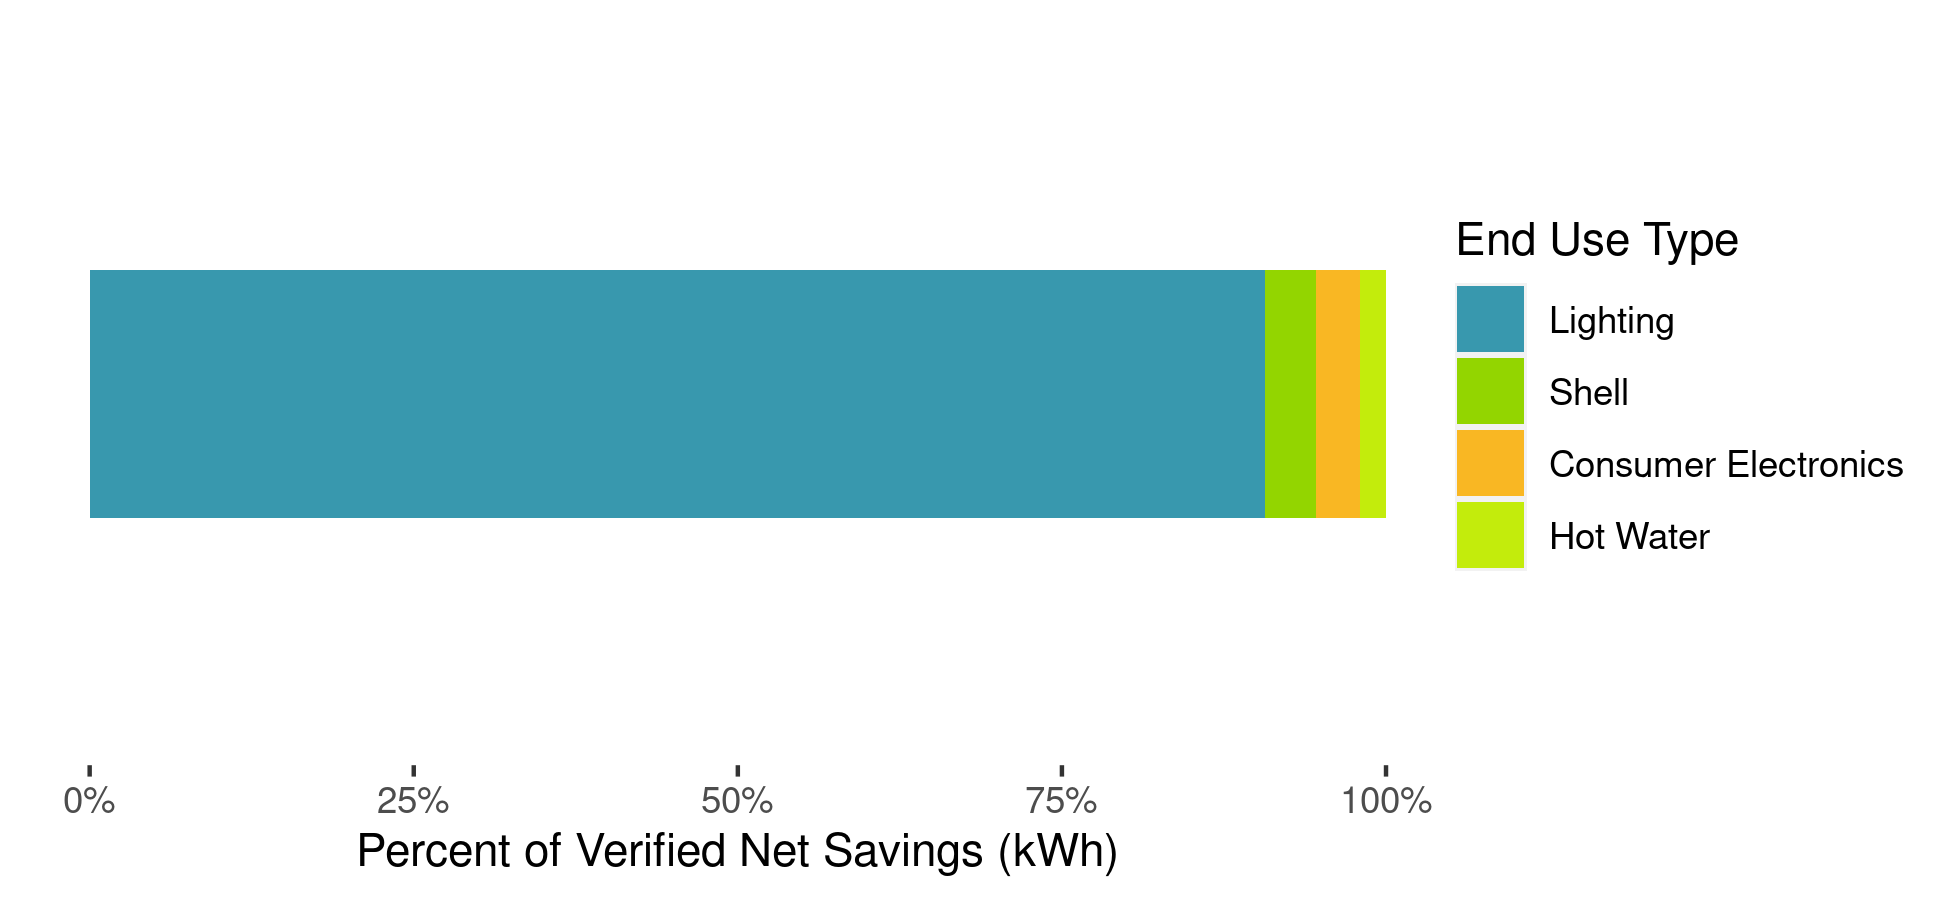 End Use Type
Lighting
Shell
Consumer Electronics
Hot Water
0% 25% 50% 75% 100%
Percent of Verified Net Savings (kWh)